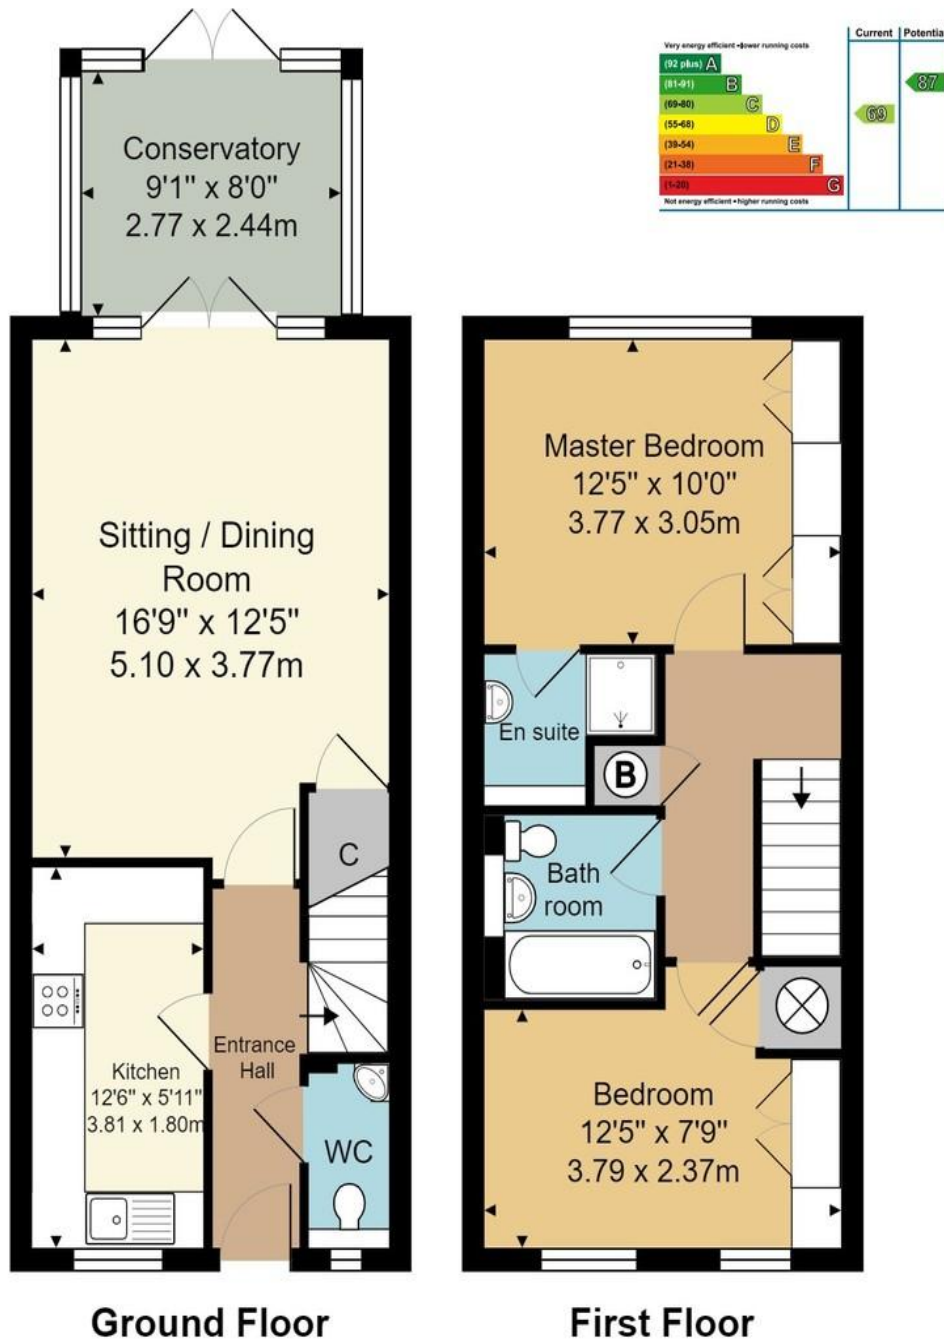 Current Potential
Very energy efficient - lower running costs
(92 plus) A
(81-91) B
(69-80) C
(55-68) D
(39-54) E
(21-38) F
(1-20) G
Not energy efficient - higher running costs
69
87
Conservatory
9'1" x 8'0"
2.77 x 2.44m
Sitting / Dining
Room
16'9" x 12'5"
5.10 x 3.77m
C
Kitchen
12'6" x 5'11"
3.81 x 1.80m
Entrance
Hall
WC
Ground Floor
Master Bedroom
12'5" x 10'0"
3.77 x 3.05m
En suite
B
Bath
room
Bedroom
12'5" x 7'9"
3.79 x 2.37m
First Floor